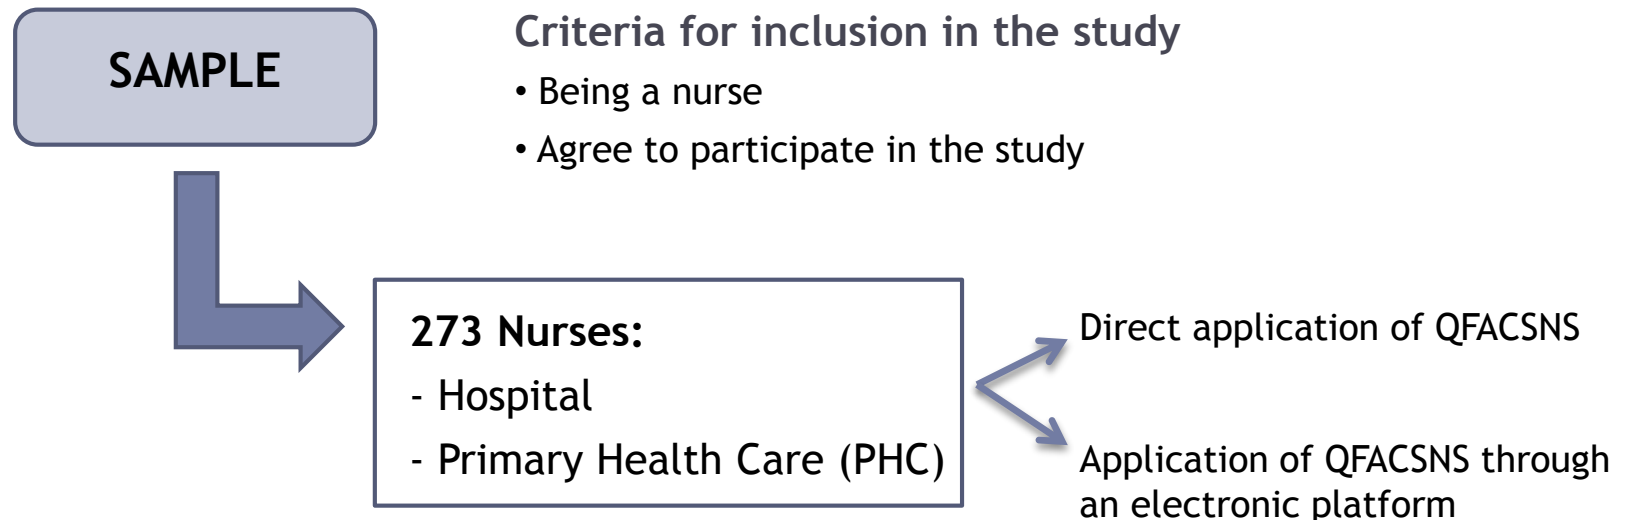 SAMPLE
Criteria for inclusion in the study
• Being a nurse
• Agree to participate in the study
273 Nurses:
- Hospital
- Primary Health Care (PHC)
Direct application of QFACSNS
Application of QFACSNS through
an electronic platform